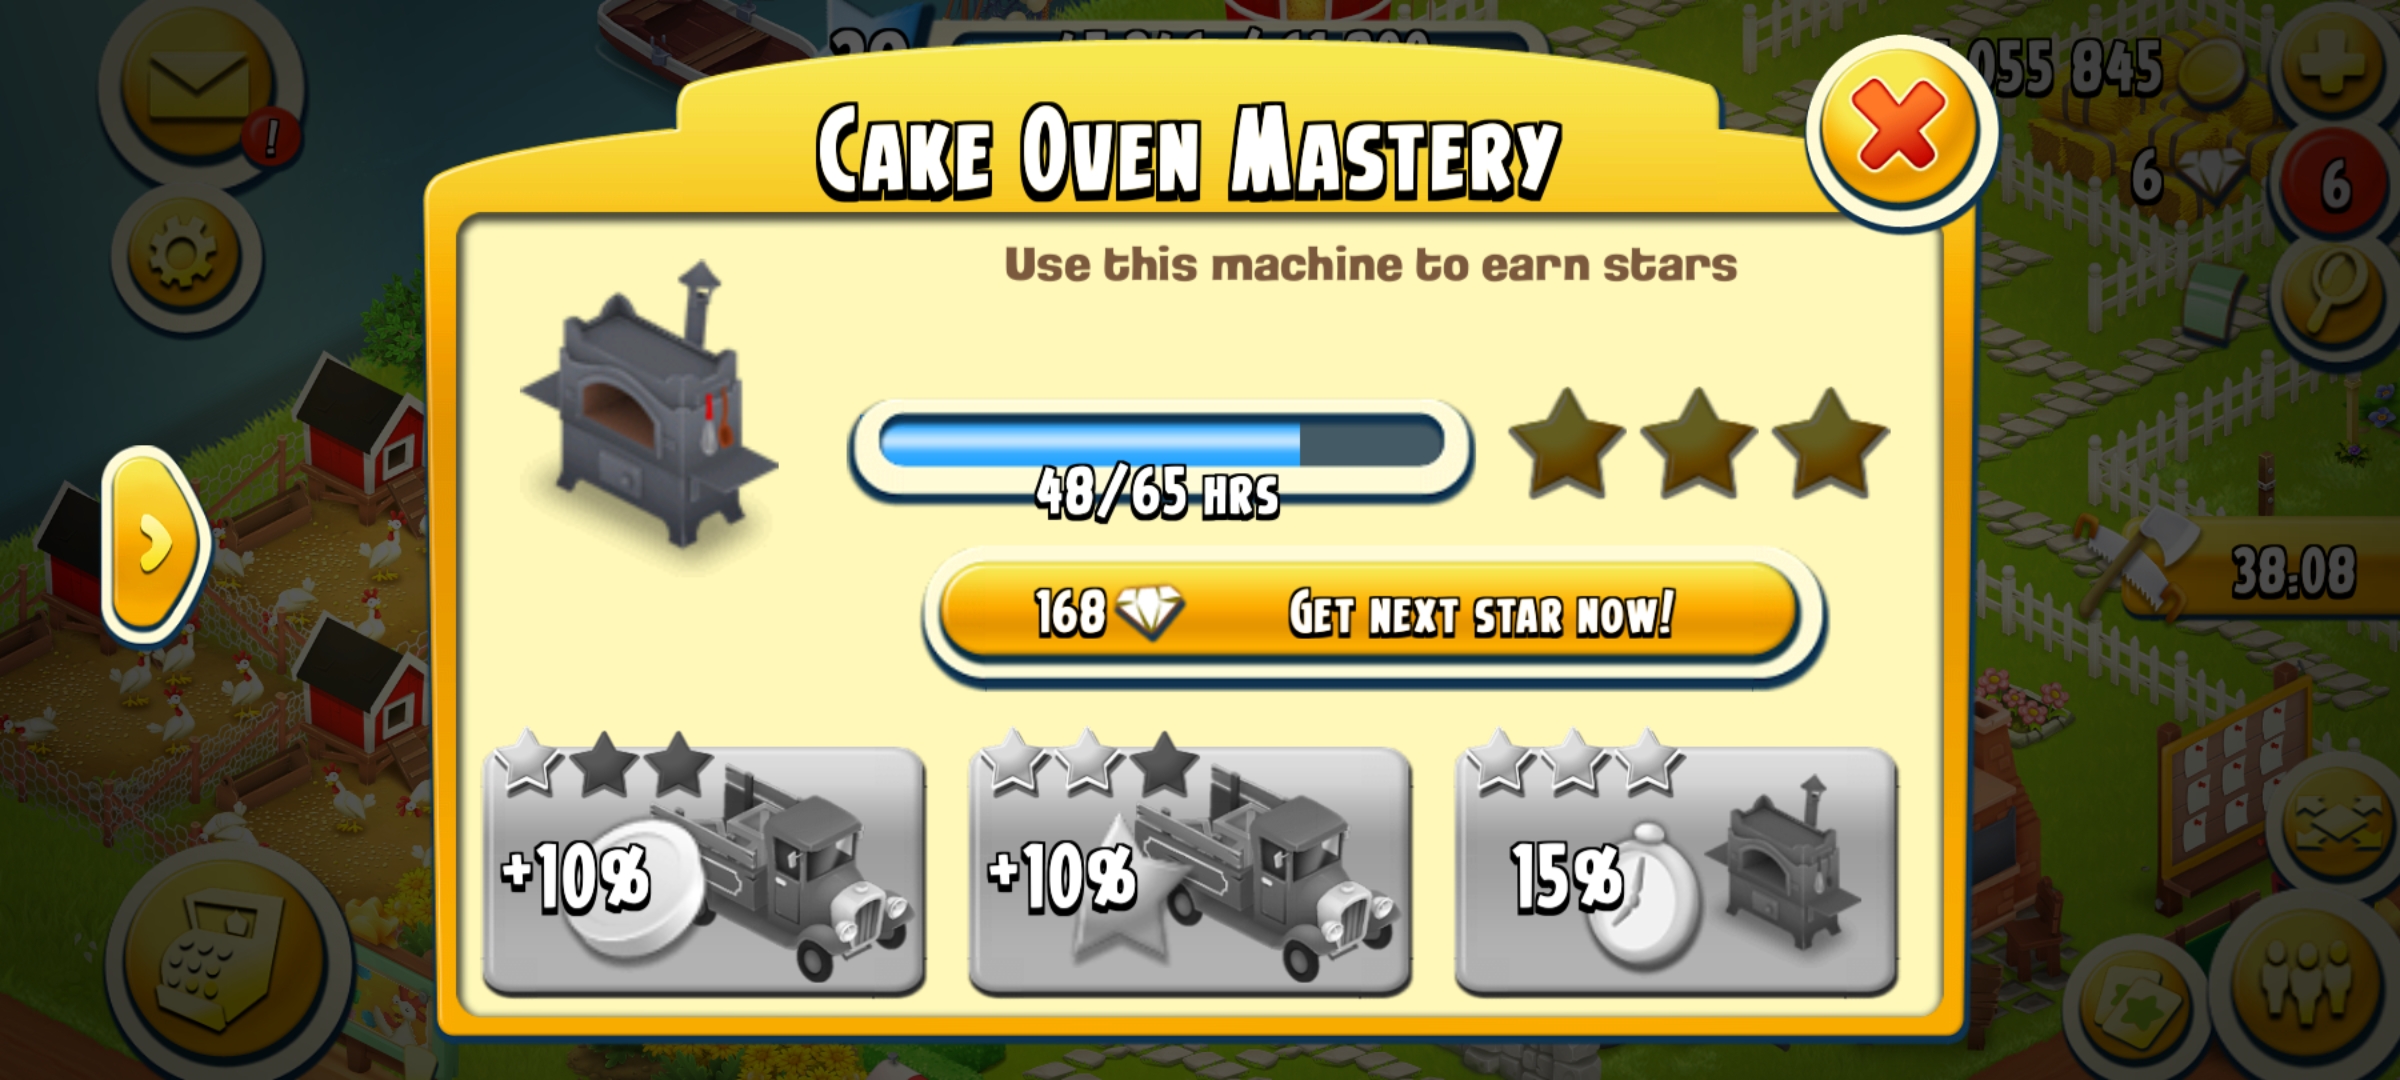 CAKE OVEN MASTERY
055 845
6
6
!
Use this machine to earn stars
48/65 HRS
168 GET NEXT STAR NOW!
38:08
+10%
+10%
15%